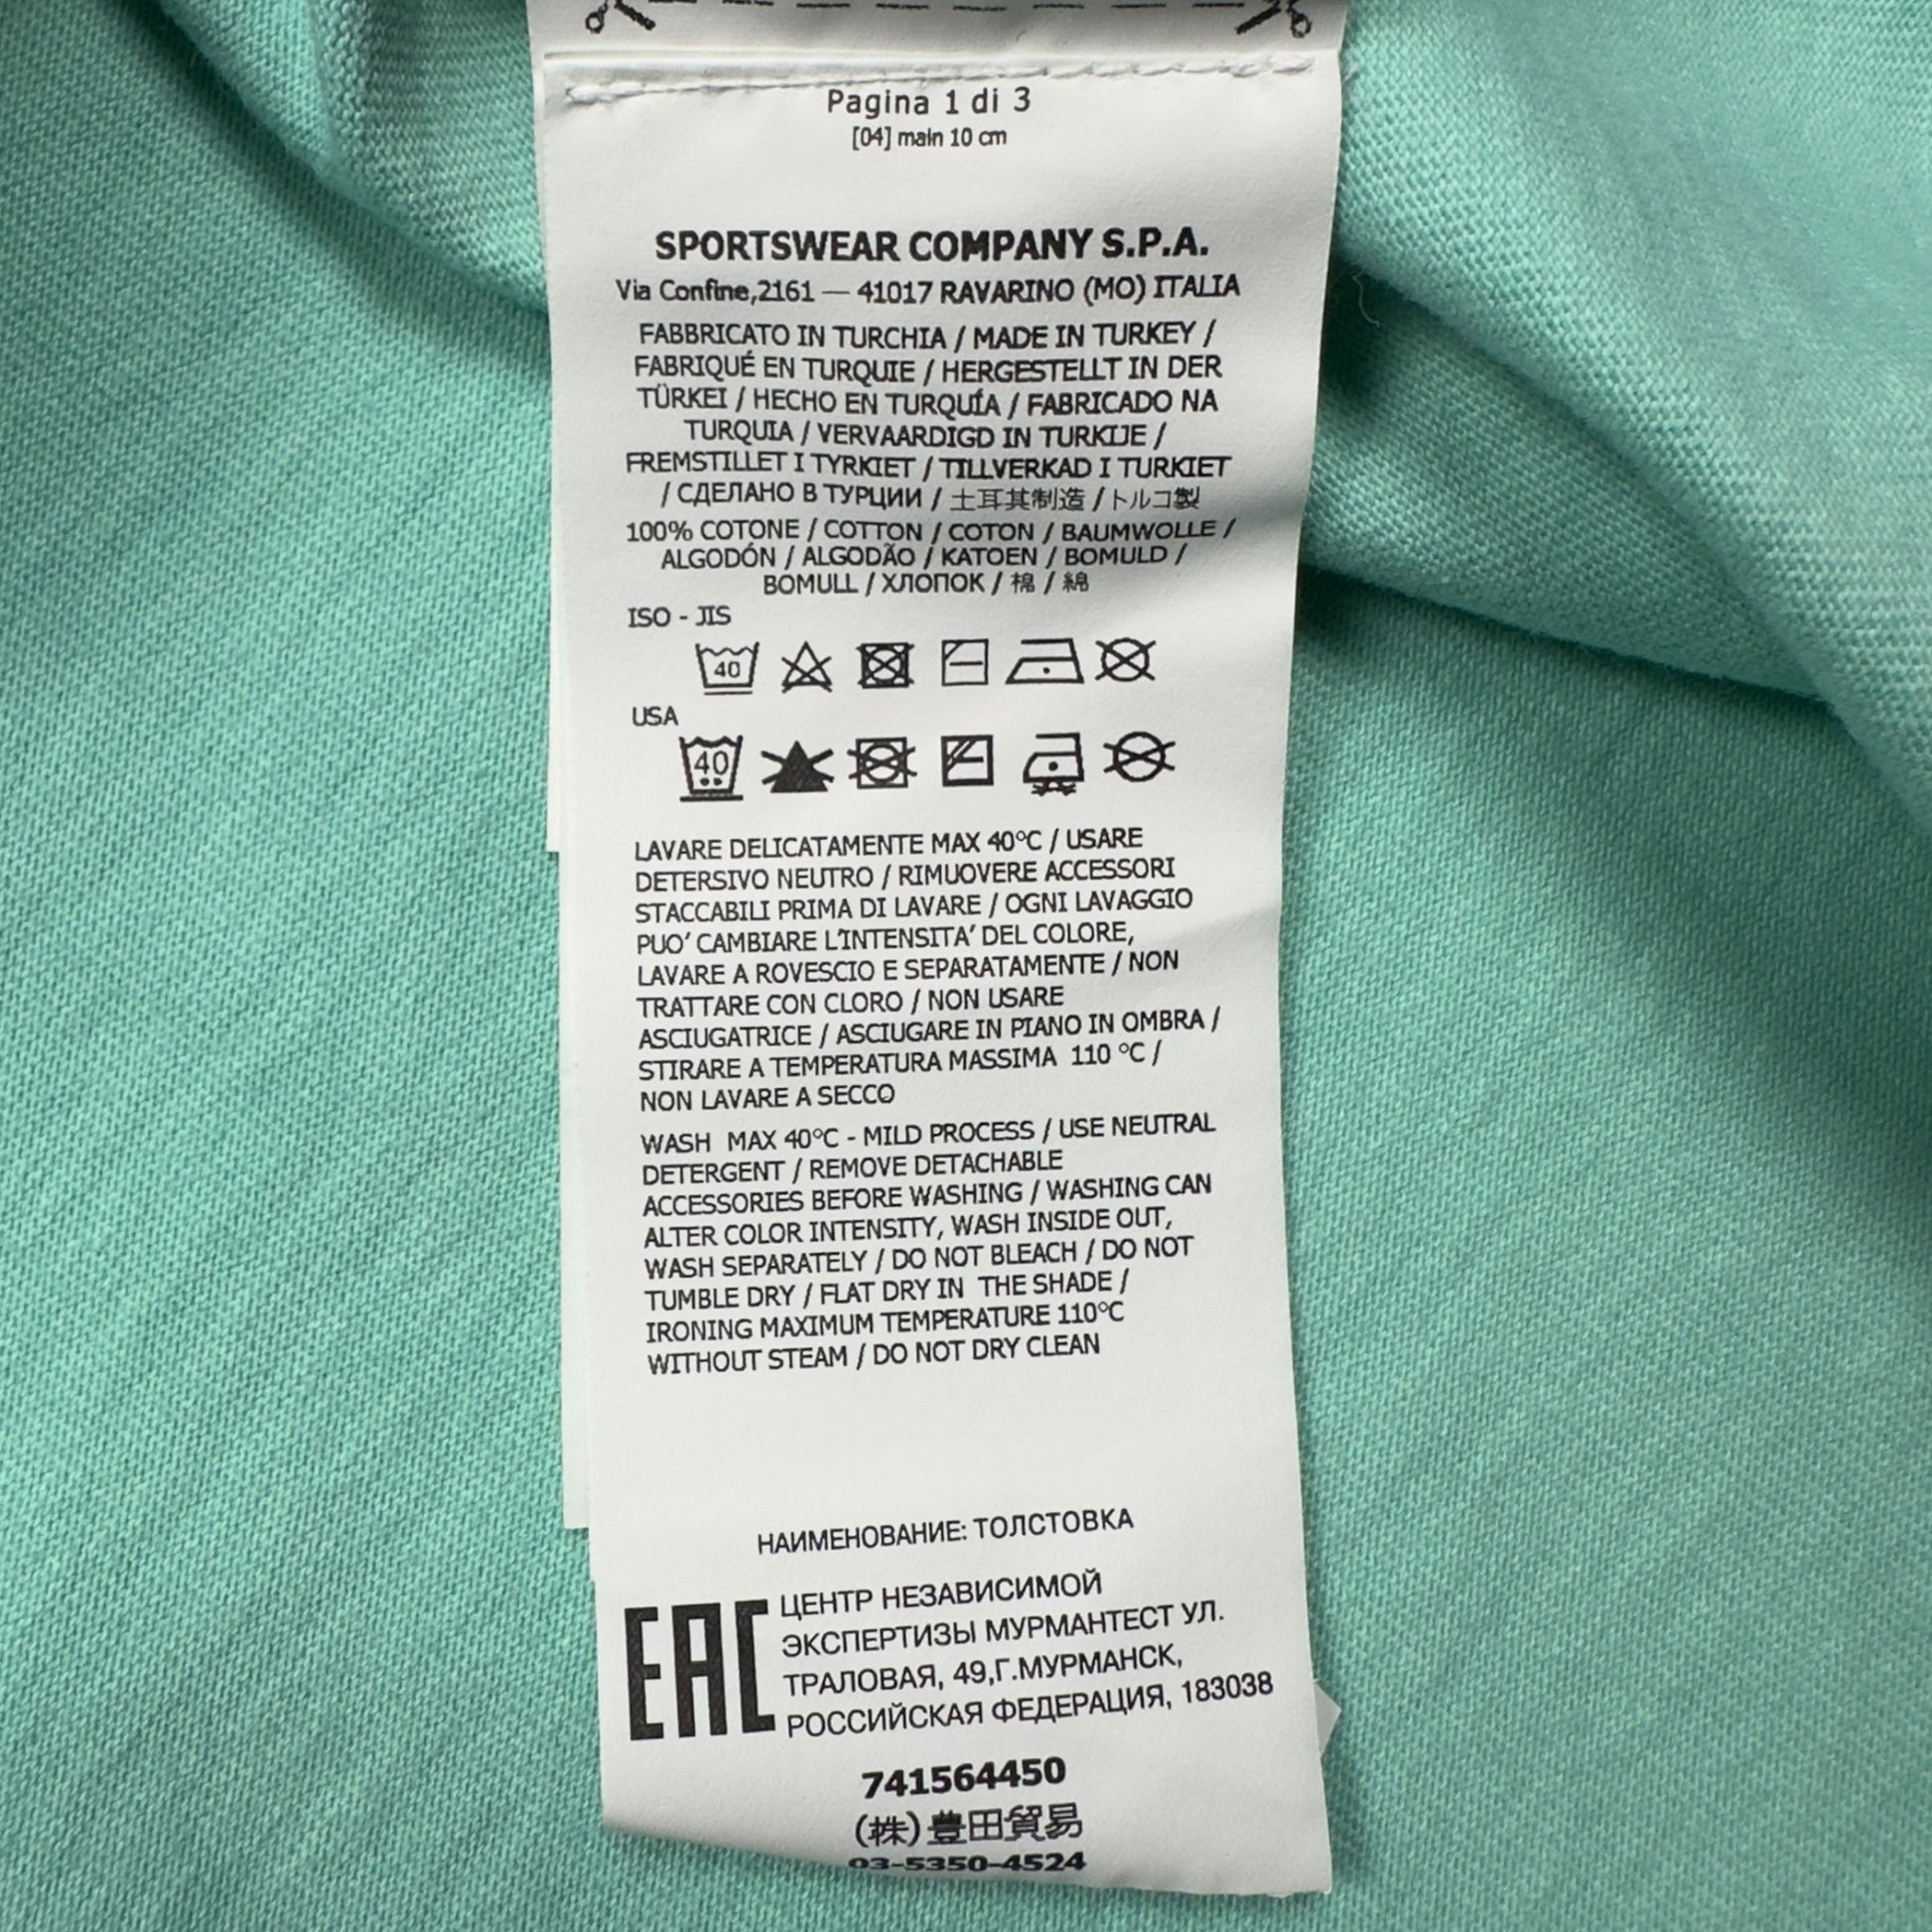 Pagina 1 di 3
[04] main 10 cm
SPORTSWEAR COMPANY S.P.A.
Via Confine,2161 — 41017 RAVARINO (MO) ITALIA
FABBRICATO IN TURCHIA / MADE IN TURKEY /
FABRIQUÉ EN TURQUIE / HERGESTELLT IN DER
TÜRKEI / HECHO EN TURQUÍA / FABRICADO NA
TURQUIA / VERVAARDIGD IN TURKIJE /
FREMSTILLET I TYRKIET / TILLVERKAD I TURKIET
/ СДЕЛАНО В ТУРЦИИ / 土耳其制造 / トルコ製
100% COTONE / COTTON / COTON / BAUMWOLLE /
ALGODÓN / ALGODÃO / KATOEN / BOMULD /
BOMULL / ХЛОПОК / 棉 / 綿
ISO - JIS
40
USA
40
LAVARE DELICATAMENTE MAX 40°C / USARE
DETERSIVO NEUTRO / RIMUOVERE ACCESSORI
STACCABILI PRIMA DI LAVARE / OGNI LAVAGGIO
PUO' CAMBIARE L'INTENSITA' DEL COLORE,
LAVARE A ROVESCIO E SEPARATAMENTE / NON
TRATTARE CON CLORO / NON USARE
ASCIUGATRICE / ASCIUGARE IN PIANO IN OMBRA /
STIRARE A TEMPERATURA MASSIMA 110 °C /
NON LAVARE A SECCO
WASH MAX 40°C - MILD PROCESS / USE NEUTRAL
DETERGENT / REMOVE DETACHABLE
ACCESSORIES BEFORE WASHING / WASHING CAN
ALTER COLOR INTENSITY, WASH INSIDE OUT,
WASH SEPARATELY / DO NOT BLEACH / DO NOT
TUMBLE DRY / FLAT DRY IN THE SHADE /
IRONING MAXIMUM TEMPERATURE 110°C
WITHOUT STEAM / DO NOT DRY CLEAN
НАИМЕНОВАНИЕ: ТОЛСТОВКА
EAC
ЦЕНТР НЕЗАВИСИМОЙ
ЭКСПЕРТИЗЫ МУРМАНТЕСТ УЛ.
ТРАЛОВАЯ, 49,Г.МУРМАНСК,
РОССИЙСКАЯ ФЕДЕРАЦИЯ, 183038
741564450
(株)豊田貿易
03-5350-4524